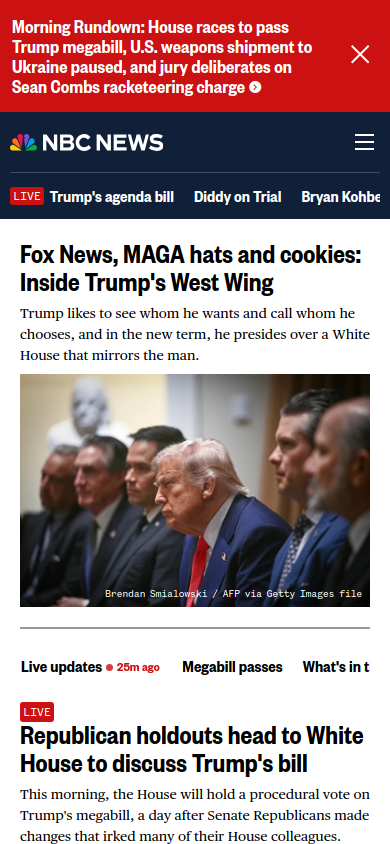 Morning Rundown: House races to pass
Trump megabill, U.S. weapons shipment to
Ukraine paused, and jury deliberates on
Sean Combs racketeering charge
NBC NEWS
LIVE Trump's agenda bill Diddy on Trial Bryan Kohbe
Fox News, MAGA hats and cookies:
Inside Trump's West Wing
Trump likes to see whom he wants and call whom he
chooses, and in the new term, he presides over a White
House that mirrors the man.
Brendan Smialowski / AFP via Getty Images file
Live updates 25m ago Megabill passes What's in t
LIVE
Republican holdouts head to White
House to discuss Trump's bill
This morning, the House will hold a procedural vote on
Trump's megabill, a day after Senate Republicans made
changes that irked many of their House colleagues.